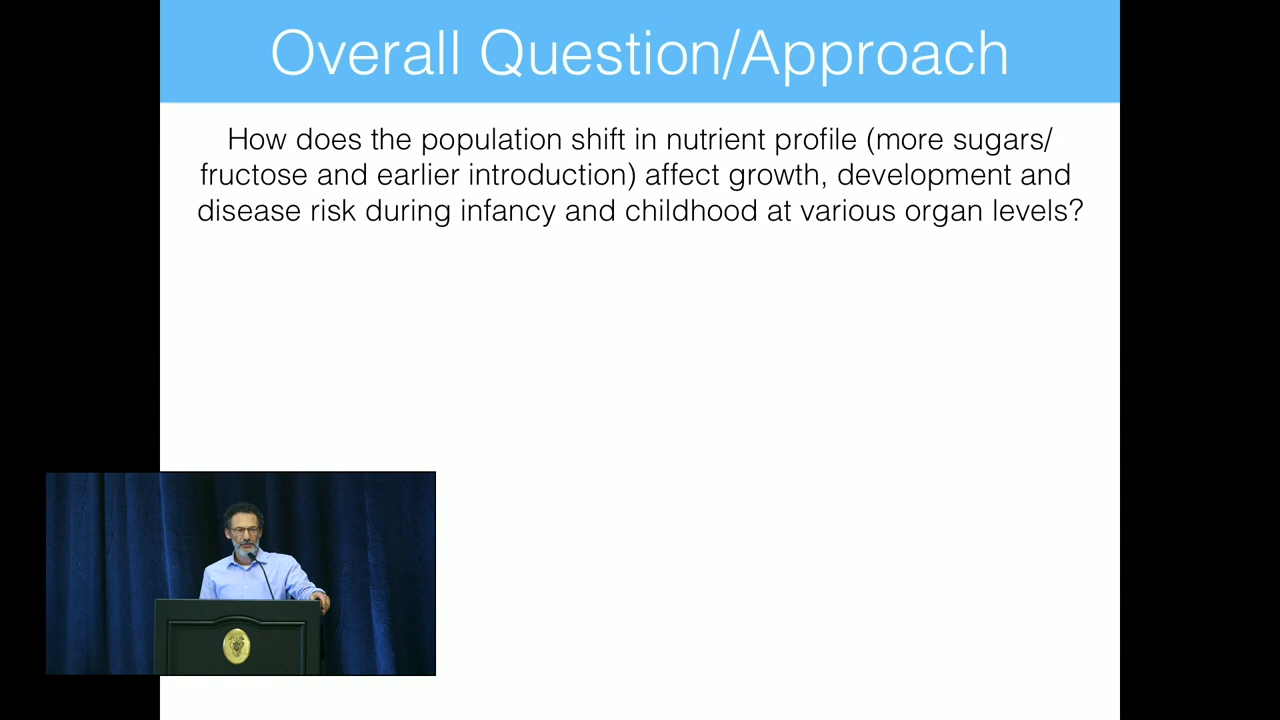 Overall Question/Approach
How does the population shift in nutrient profile (more sugars/
fructose and earlier introduction) affect growth, development and
disease risk during infancy and childhood at various organ levels?